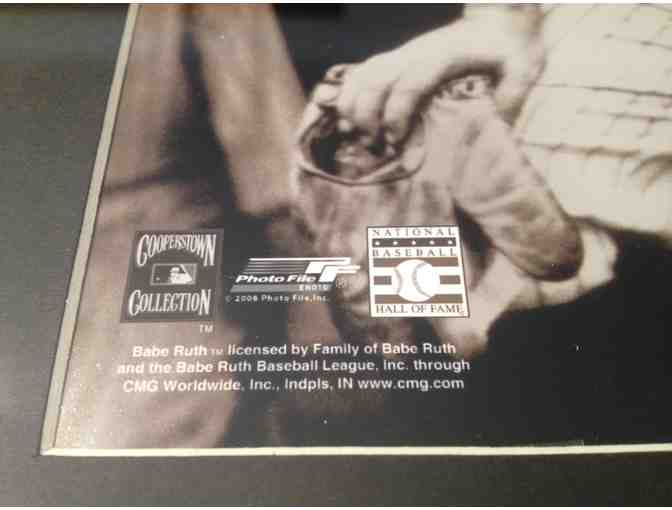 COOPERSTOWN
COLLECTION
TM
Photo File PF ®
EN010
© 2006 Photo File, Inc.
NATIONAL
BASEBALL
HALL OF FAME
Babe Ruth TM licensed by Family of Babe Ruth
and the Babe Ruth Baseball League, Inc. through
CMG Worldwide, Inc., Indpls, IN www.cmg.com